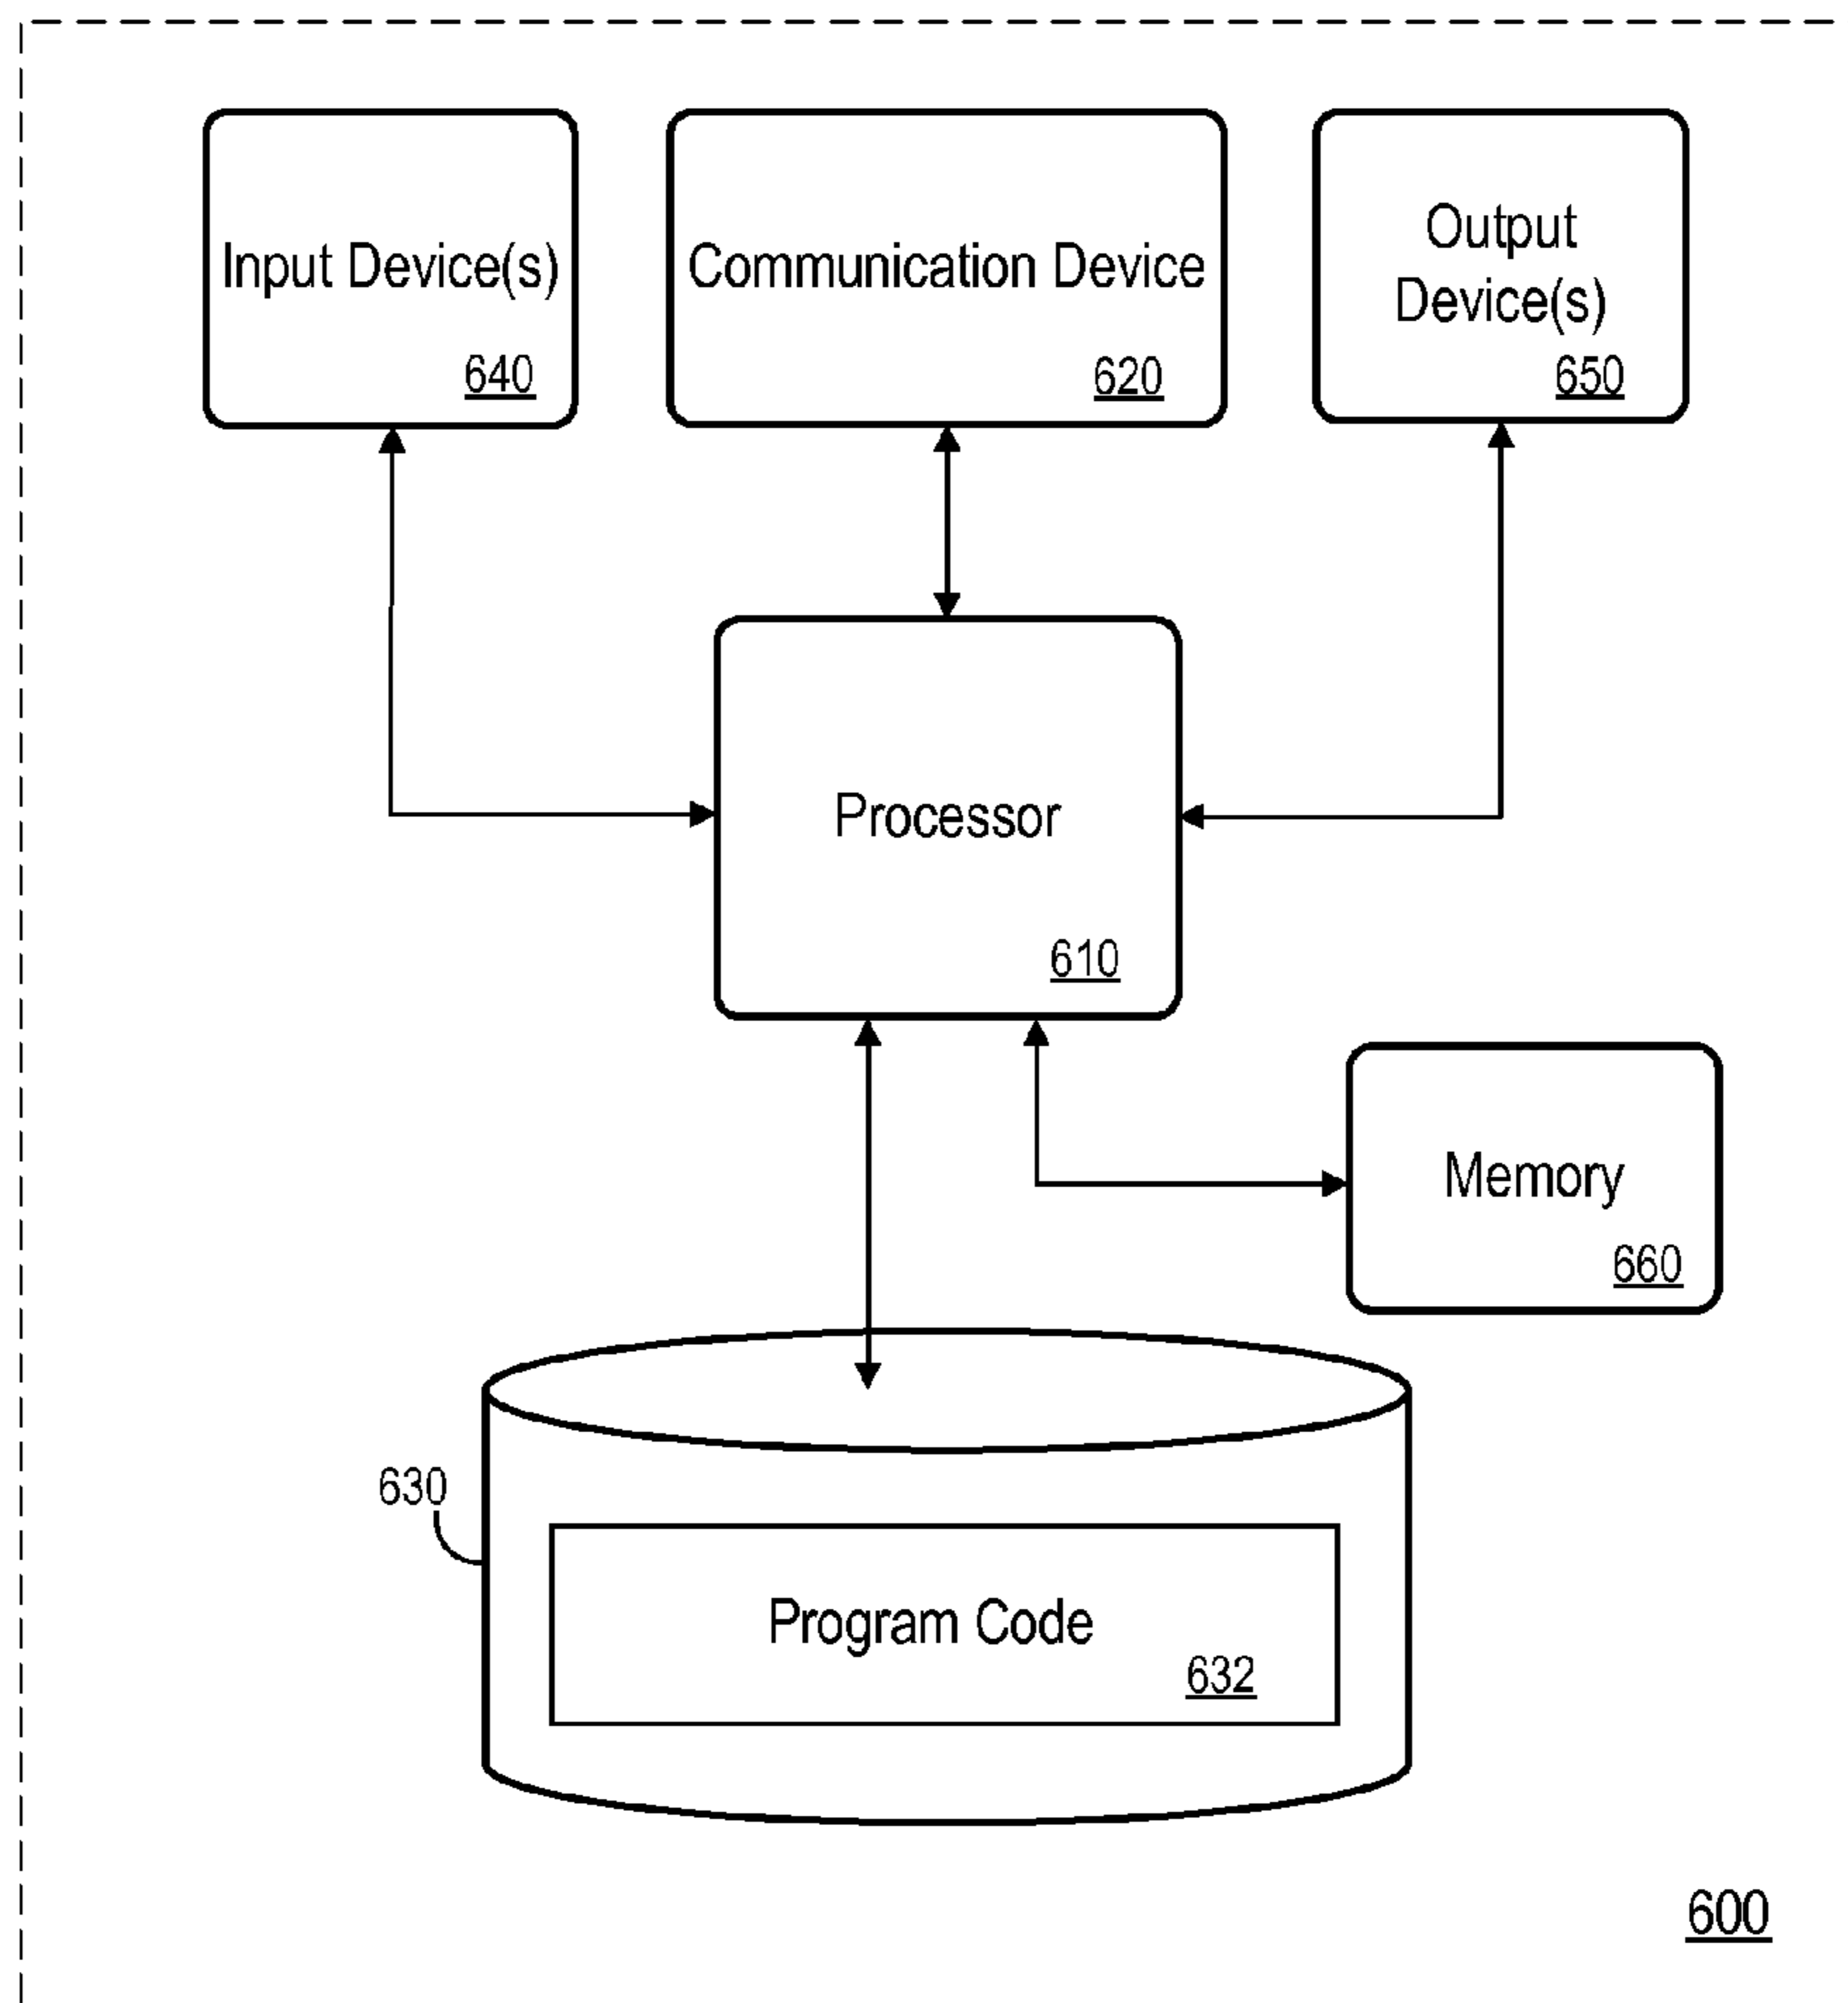 Input Device(s)
640
Communication Device
620
Output
Device(s)
650
Processor
610
Memory
660
630
Program Code
632
600